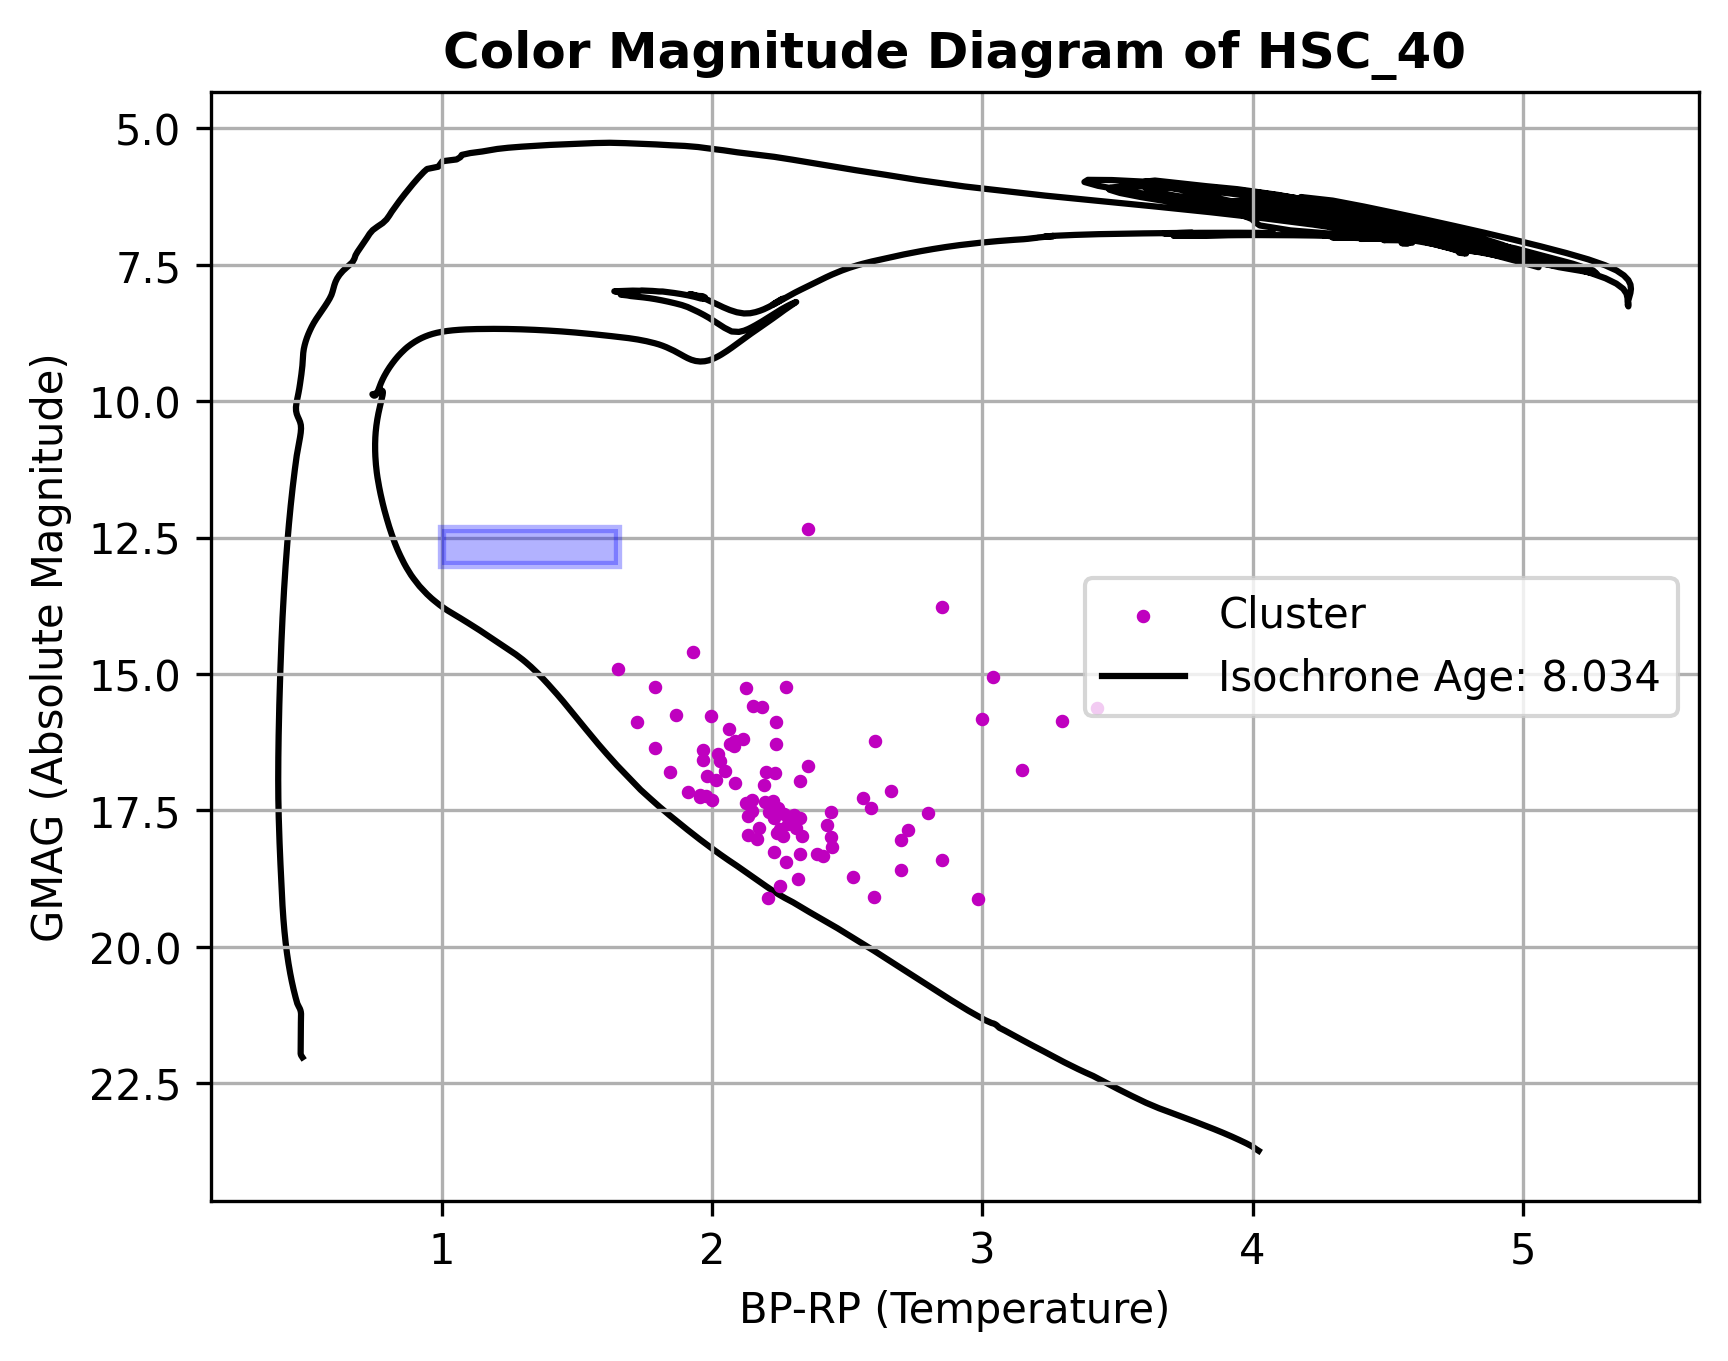 Color Magnitude Diagram of HSC_40
GMAG (Absolute Magnitude)
5.0
7.5
10.0
12.5
15.0
17.5
20.0
22.5
Cluster
Isochrone Age: 8.034
1 2 3 4 5
BP-RP (Temperature)